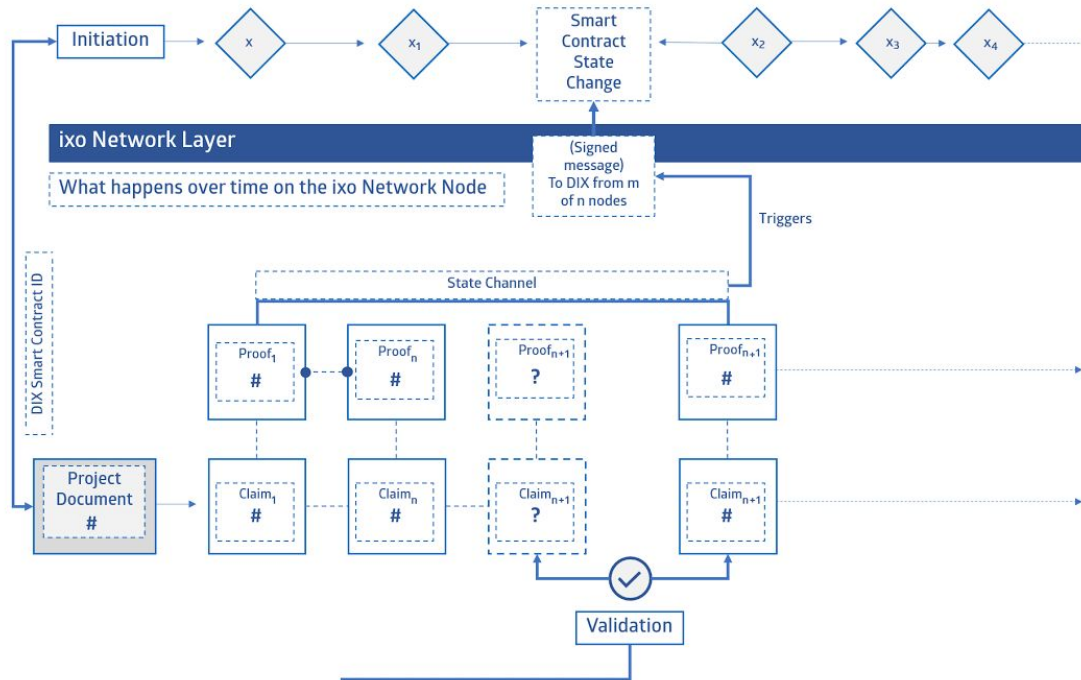 Initiation
x
x1
Smart
Contract
State
Change
x2
x3
x4
ixo Network Layer
(Signed
message)
To DIX from m
of n nodes
What happens over time on the ixo Network Node
Triggers
DIX Smart Contract ID
State Channel
Proof1
#
Proofn
#
Proofn+1
?
Proofn+1
#
Project
Document
#
Claim1
#
Claimn
#
Claimn+1
?
Claimn+1
#
Validation